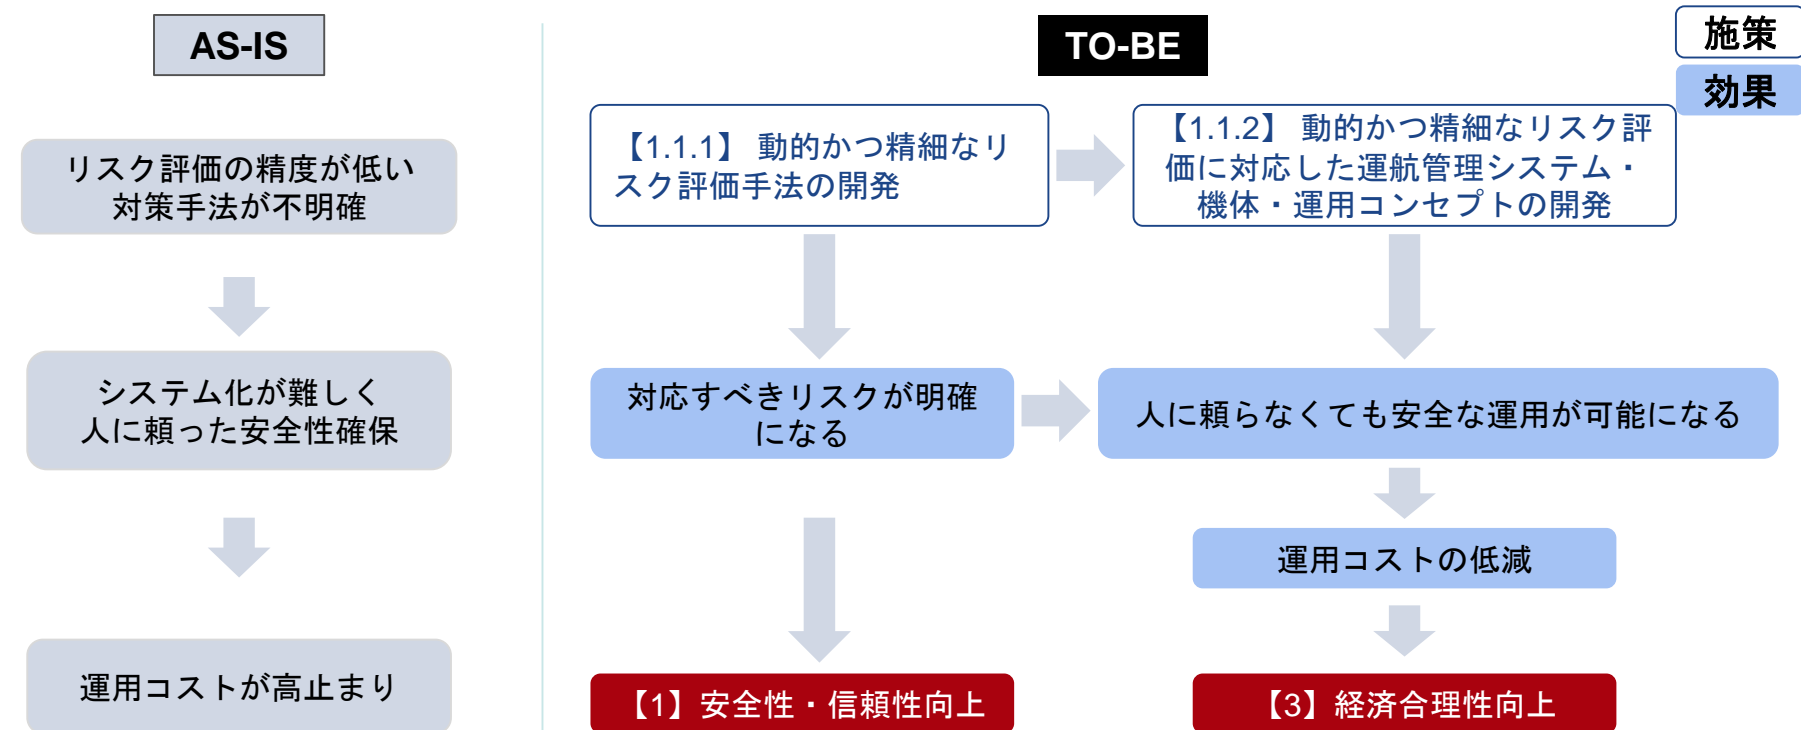 AS-IS
リスク評価の精度が低い
対策手法が不明確
システム化が難しく
人に頼った安全性確保
運用コストが高止まり
TO-BE
施策
効果
【1.1.1】 動的かつ精細なリ
スク評価手法の開発
【1.1.2】 動的かつ精細なリスク評
価に対応した運航管理システム・
機体・運用コンセプトの開発
対応すべきリスクが明確
になる
人に頼らなくても安全な運用が可能になる
運用コストの低減
【1】安全性・信頼性向上
【3】経済合理性向上